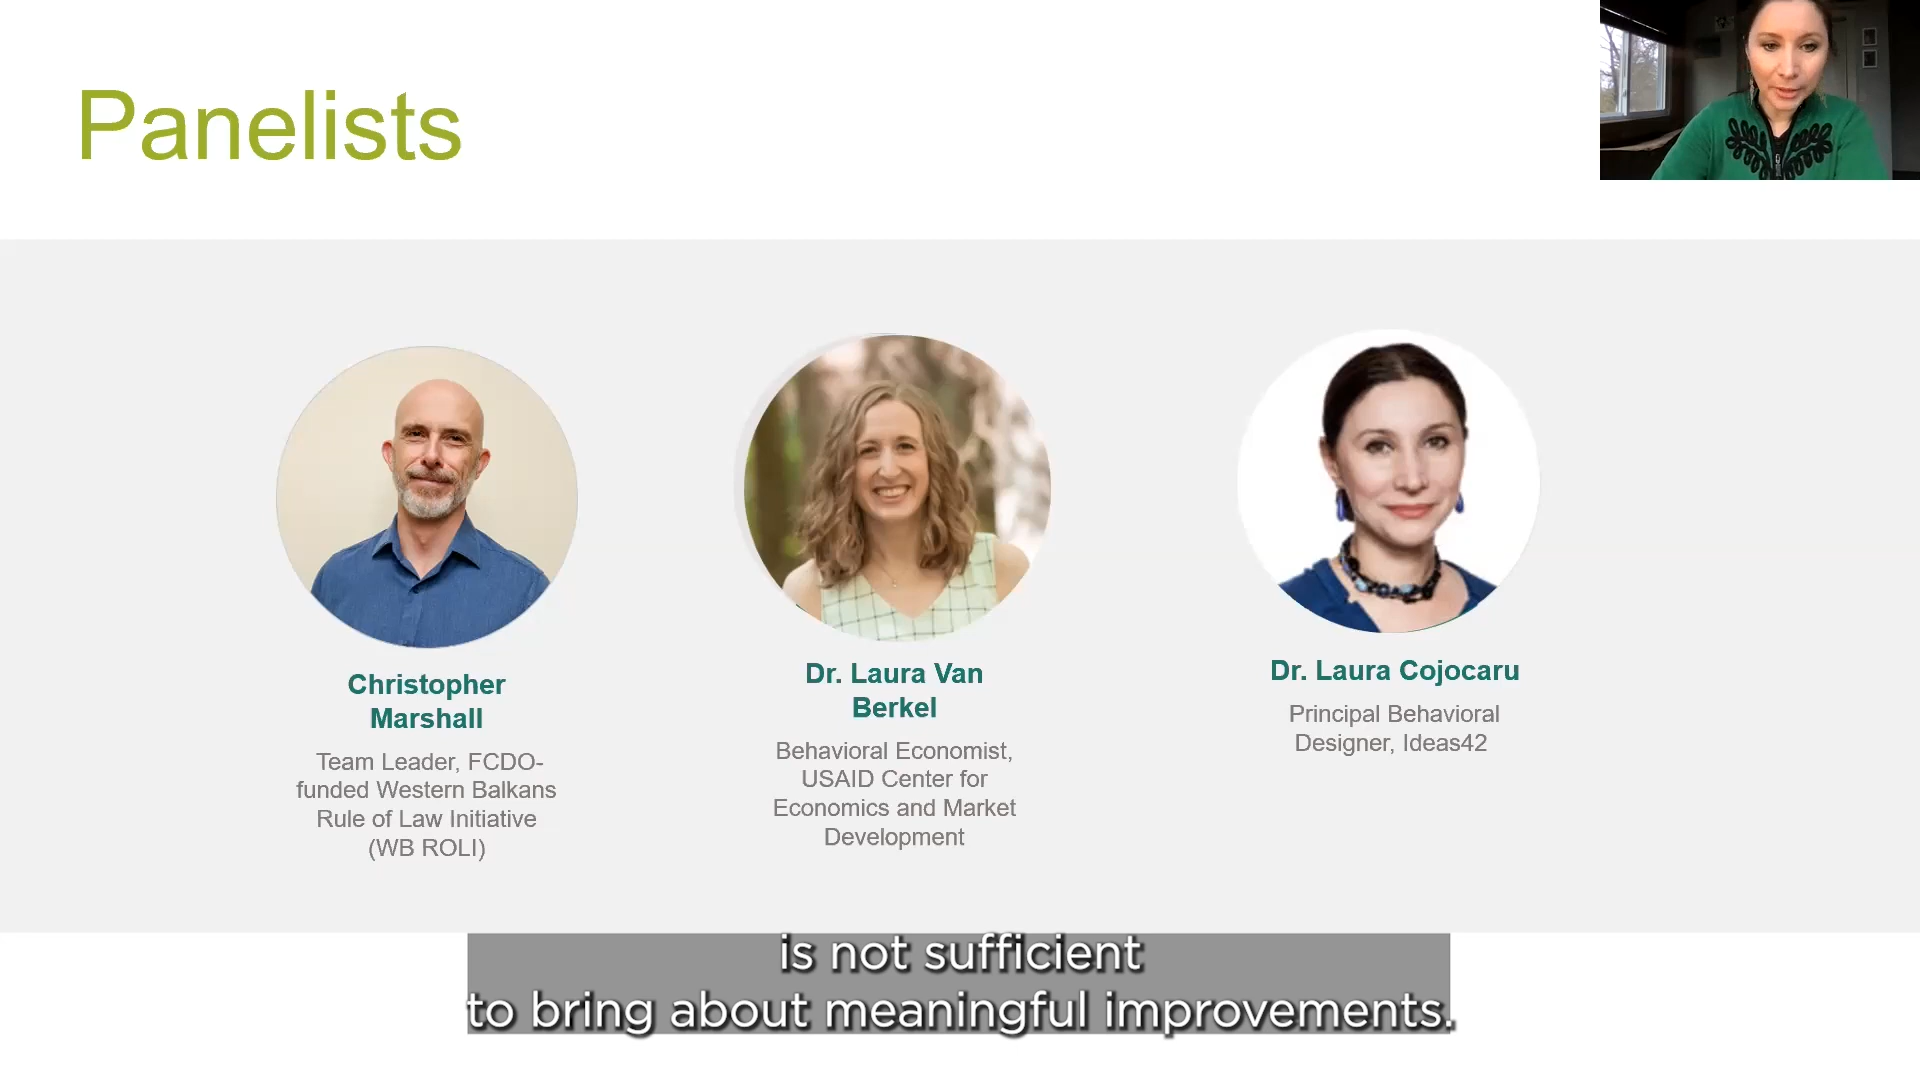 Panelists
Christopher
Marshall
Team Leader, FCDO-
funded Western Balkans
Rule of Law Initiative
(WB ROLI)
Dr. Laura Van
Berkel
Behavioral Economist,
USAID Center for
Economics and Market
Development
Dr. Laura Cojocaru
Principal Behavioral
Designer, Ideas42
is not sufficient
to bring about meaningful improvements.